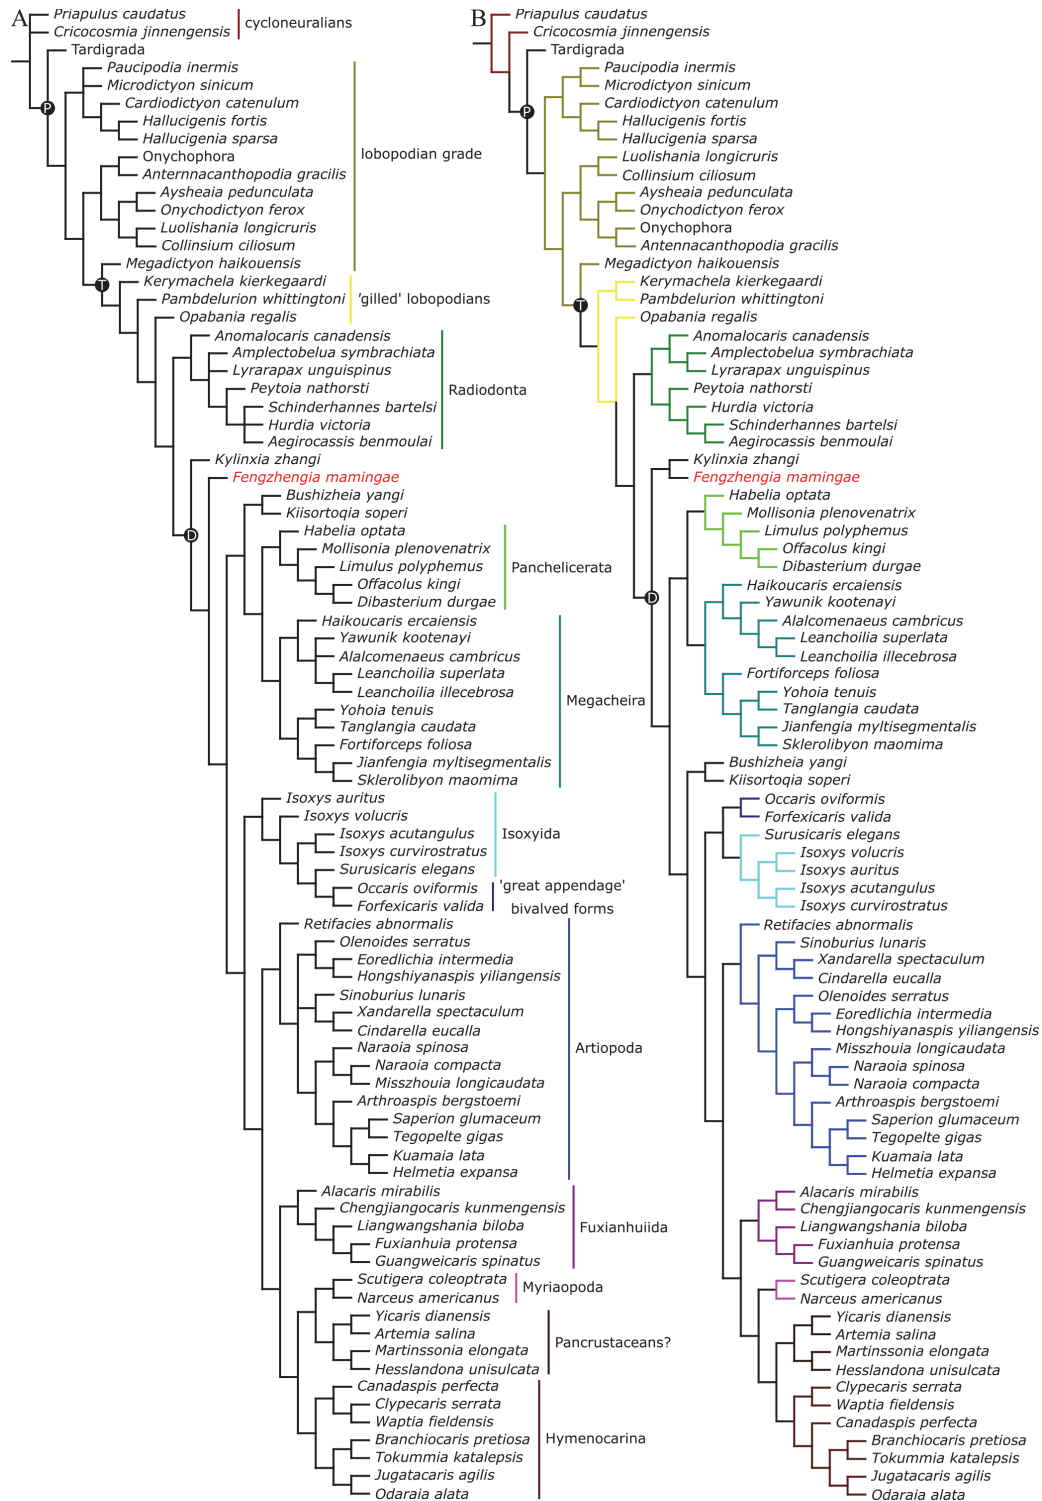 A
Priapulus caudatus
Cricocosmia jinnengensis
cycloneuralians
Tardigrada
Paucipodia inermis
Microdictyon sinicum
Cardiodictyon catenulum
Hallucigenis fortis
Hallucigenia sparsa
lobopodian grade
Onychophora
Anternnacanthopodia gracilis
Aysheaia pedunculata
Onychodictyon ferox
Luolishania longicruris
Collinsium ciliosum
Megadictyon haikouensis
P
T
Kerymachela kierkegaardi
Pambdelurion whittingtoni
'gilled' lobopodians
Opabania regalis
Anomalocaris canadensis
Amplectobelua symbrachiata
Lyrarapax unguispinus
Peytoia nathorsti
Radiodonta
Schinderhannes bartelsi
Hurdia victoria
Aegirocassis benmoulai
Kylinxia zhangi
Fengzhengia mamingae
D
Bushizheia yangi
Kiisortoqia soperi
Habelia optata
Mollisonia plenovenatrix
Limulus polyphemus
Panchelicerata
Offacolus kingi
Dibasterium durgae
Haikoucaris ercaiensis
Yawunik kootenayi
Alalcomenaeus cambricus
Leanchoilia superlata
Leanchoilia illecebrosa
Megacheira
Yohoia tenuis
Tanglangia caudata
Fortiforceps foliosa
Jianfengia myltisegmentalis
Sklerolibyon maomima
Isoxys auritus
Isoxys volucris
Isoxys acutangulus
Isoxyida
Isoxys curvirostratus
Surusicaris elegans
Occaris oviformis
Forfexicaris valida
'great appendage'
bivalved forms
Retifacies abnormalis
Olenoides serratus
Eoredlichia intermedia
Hongshiyanaspis yiliangensis
Sinoburius lunaris
Xandarella spectaculum
Cindarella eucalla
Naraoia spinosa
Artiopoda
Naraoia compacta
Misszhouia longicaudata
Arthroaspis bergstoemi
Saperion glumaceum
Tegopelte gigas
Kuamaia lata
Helmetia expansa
Alacaris mirabilis
Chengjiangocaris kunmengensis
Liangwangshania biloba
Fuxianhuiida
Fuxianhuia protensa
Guangweicaris spinatus
Scutigera coleoptrata
Myriaopoda
Narceus americanus
Yicaris dianensis
Artemia salina
Pancrustaceans?
Martinssonia elongata
Hesslandona unisulcata
Canadaspis perfecta
Clypecaris serrata
Waptia fieldensis
Hymenocarina
Branchiocaris pretiosa
Tokummia katalepsis
Jugatacaris agilis
Odaraia alata
B
Priapulus caudatus
Cricocosmia jinnengensis
Tardigrada
P
Paucipodia inermis
Microdictyon sinicum
Cardiodictyon catenulum
Hallucigenis fortis
Hallucigenia sparsa
Luolishania longicruris
Collinsium ciliosum
Aysheaia pedunculata
Onychodictyon ferox
Onychophora
Antennacanthopodia gracilis
Megadictyon haikouensis
T
Kerymachela kierkegaardi
Pambdelurion whittingtoni
Opabania regalis
Anomalocaris canadensis
Amplectobelua symbrachiata
Lyrarapax unguispinus
Peytoia nathorsti
Hurdia victoria
Schinderhannes bartelsi
Aegirocassis benmoulai
Kylinxia zhangi
Fengzhengia mamingae
D
Habelia optata
Mollisonia plenovenatrix
Limulus polyphemus
Offacolus kingi
Dibasterium durgae
Haikoucaris ercaiensis
Yawunik kootenayi
Alalcomenaeus cambricus
Leanchoilia superlata
Leanchoilia illecebrosa
Fortiforceps foliosa
Yohoia tenuis
Tanglangia caudata
Jianfengia myltisegmentalis
Sklerolibyon maomima
Bushizheia yangi
Kiisortoqia soperi
Occaris oviformis
Forfexicaris valida
Surusicaris elegans
Isoxys volucris
Isoxys auritus
Isoxys acutangulus
Isoxys curvirostratus
Retifacies abnormalis
Sinoburius lunaris
Xandarella spectaculum
Cindarella eucalla
Olenoides serratus
Eoredlichia intermedia
Hongshiyanaspis yiliangensis
Misszhouia longicaudata
Naraoia spinosa
Naraoia compacta
Arthroaspis bergstoemi
Saperion glumaceum
Tegopelte gigas
Kuamaia lata
Helmetia expansa
Alacaris mirabilis
Chengjiangocaris kunmengensis
Liangwangshania biloba
Fuxianhuia protensa
Guangweicaris spinatus
Scutigera coleoptrata
Narceus americanus
Yicaris dianensis
Artemia salina
Martinssonia elongata
Hesslandona unisulcata
Clypecaris serrata
Waptia fieldensis
Canadaspis perfecta
Branchiocaris pretiosa
Tokummia katalepsis
Jugatacaris agilis
Odaraia alata